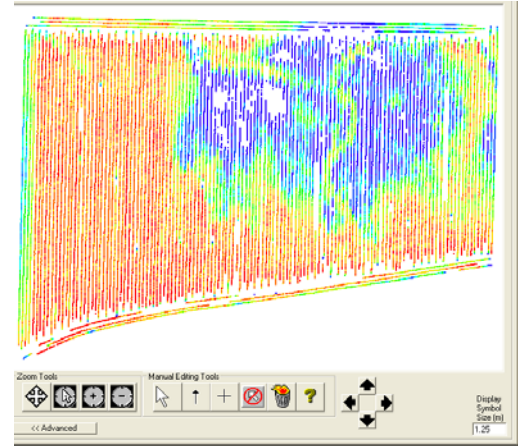 Zoom Tools
Manual Editing Tools
?
<< Advanced
Display
Symbol
Size (m)
1.25